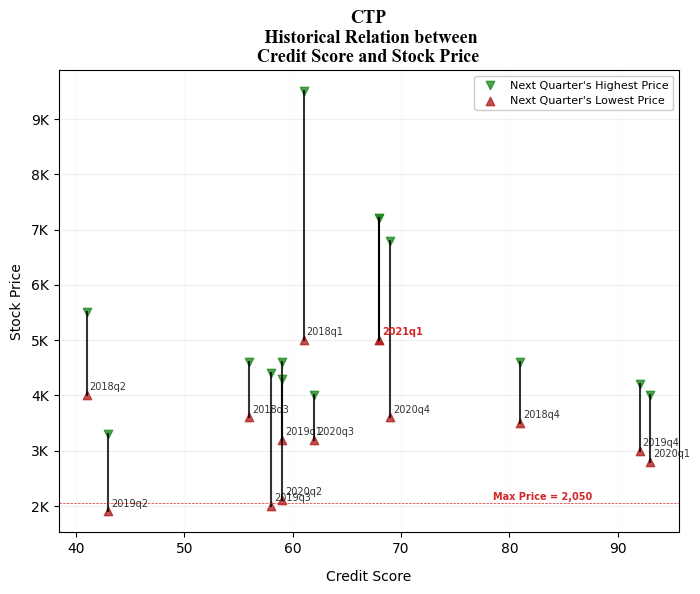 CTP
Historical Relation between
Credit Score and Stock Price
Next Quarter's Highest Price
Next Quarter's Lowest Price
9K
8K
7K
6K
5K
4K
3K
2K
Stock Price
2018q1
2021q1
2018q2
2018q3
2020q4
2018q4
2019q1
2020q3
2019q4
2020q1
2020q2
2019q3
2019q2
Max Price = 2,050
40
50
60
70
80
90
Credit Score